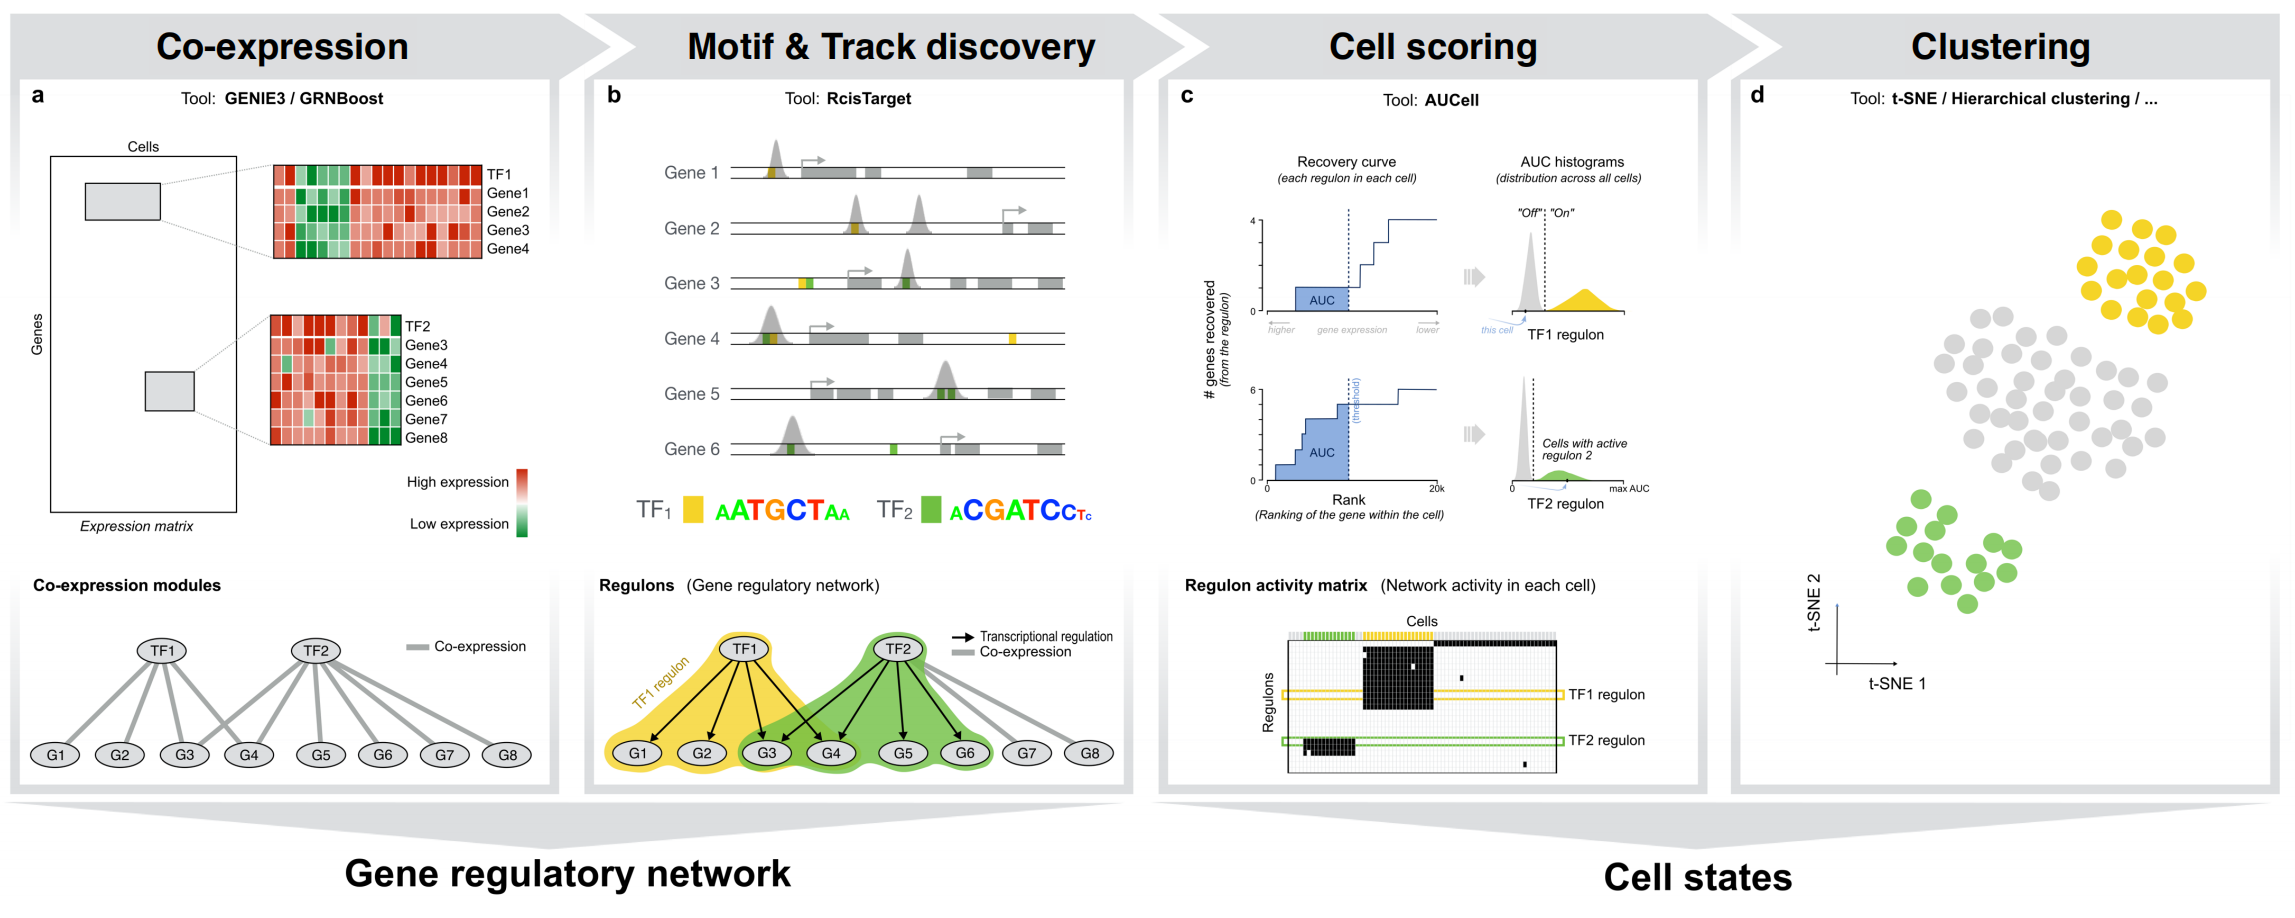 Co-expression
Motif & Track discovery
Cell scoring
Clustering
a
Tool: GENIE3 / GRNBoost
Cells
Genes
TF1
Gene1
Gene2
Gene3
Gene4
TF2
Gene3
Gene4
Gene5
Gene6
Gene7
Gene8
High expression
Low expression
Expression matrix
Co-expression modules
Co-expression
TF1
TF2
G1
G2
G3
G4
G5
G6
G7
G8
b
Tool: RcisTarget
Gene 1
Gene 2
Gene 3
Gene 4
Gene 5
Gene 6
TF1
AATGCTAA
TF2
ACGATCCTC
Regulons (Gene regulatory network)
Transcriptional regulation
Co-expression
TF1 regulon
TF1
TF2
G1
G2
G3
G4
G5
G6
G7
G8
c
Tool: AUCell
Recovery curve
(each regulon in each cell)
AUC histograms
(distribution across all cells)
# genes recovered
(from the regulon)
4
0
AUC
higher
gene expression
lower
"Off"
"On"
this cell
TF1 regulon
6
0
AUC
(threshold)
0
20k
Rank
(Ranking of the gene within the cell)
Cells with active
regulon 2
0
max AUC
TF2 regulon
Regulon activity matrix (Network activity in each cell)
Cells
Regulons
TF1 regulon
TF2 regulon
d
Tool: t-SNE / Hierarchical clustering / ...
t-SNE 2
t-SNE 1
Gene regulatory network
Cell states